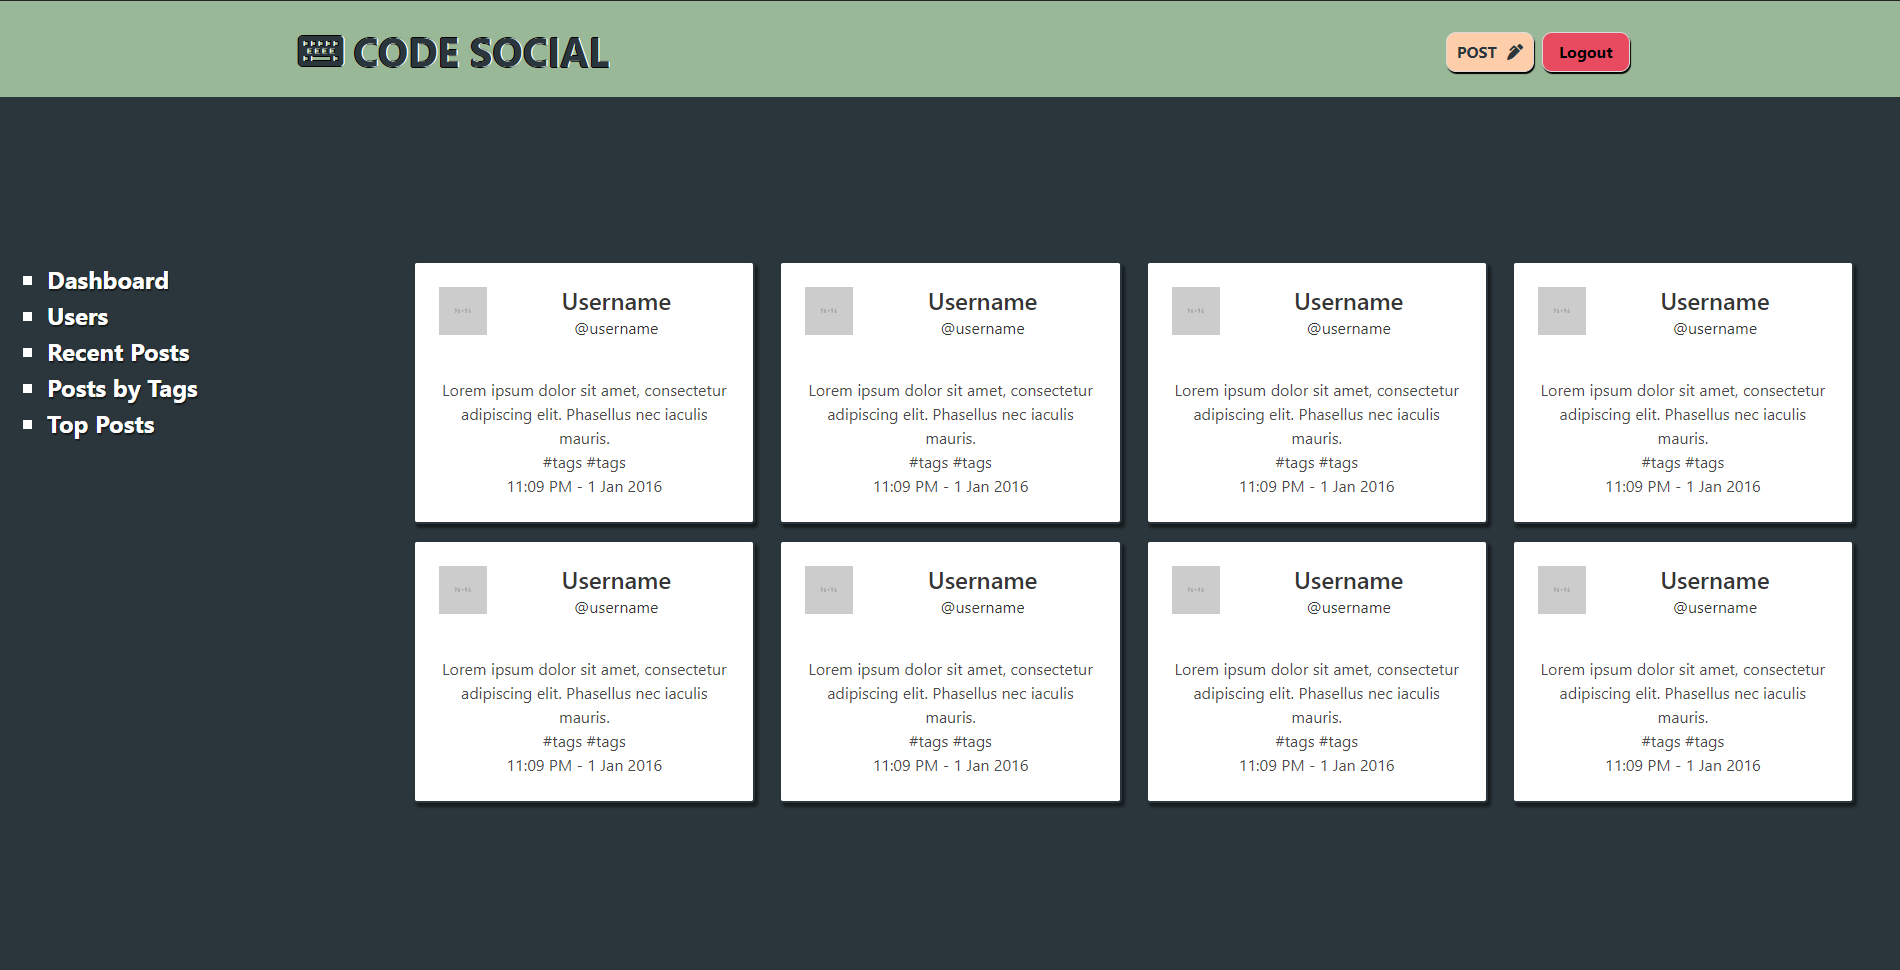 CODE SOCIAL
POST
Logout
Dashboard
Users
Recent Posts
Posts by Tags
Top Posts
Username
@username
Lorem ipsum dolor sit amet, consectetur
adipiscing elit. Phasellus nec iaculis
mauris.
#tags #tags
11:09 PM - 1 Jan 2016
Username
@username
Lorem ipsum dolor sit amet, consectetur
adipiscing elit. Phasellus nec iaculis
mauris.
#tags #tags
11:09 PM - 1 Jan 2016
Username
@username
Lorem ipsum dolor sit amet, consectetur
adipiscing elit. Phasellus nec iaculis
mauris.
#tags #tags
11:09 PM - 1 Jan 2016
Username
@username
Lorem ipsum dolor sit amet, consectetur
adipiscing elit. Phasellus nec iaculis
mauris.
#tags #tags
11:09 PM - 1 Jan 2016
Username
@username
Lorem ipsum dolor sit amet, consectetur
adipiscing elit. Phasellus nec iaculis
mauris.
#tags #tags
11:09 PM - 1 Jan 2016
Username
@username
Lorem ipsum dolor sit amet, consectetur
adipiscing elit. Phasellus nec iaculis
mauris.
#tags #tags
11:09 PM - 1 Jan 2016
Username
@username
Lorem ipsum dolor sit amet, consectetur
adipiscing elit. Phasellus nec iaculis
mauris.
#tags #tags
11:09 PM - 1 Jan 2016
Username
@username
Lorem ipsum dolor sit amet, consectetur
adipiscing elit. Phasellus nec iaculis
mauris.
#tags #tags
11:09 PM - 1 Jan 2016